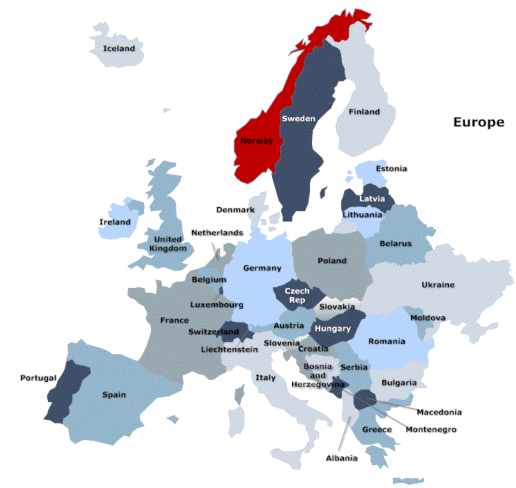 Iceland
Finland
Sweden
Europe
Norway
Estonia
Latvia
Denmark
Lithuania
Ireland
Netherlands
United
Kingdom
Belarus
Poland
Germany
Belgium
Ukraine
Czech
Rep
Luxembourg
Slovakia
Moldova
France
Austria
Hungary
Switzerland
Romania
Slovenia
Liechtenstein
Croatia
Bosnia
and
Herzegovina
Serbia
Portugal
Italy
Bulgaria
Spain
Macedonia
Greece
Montenegro
Albania